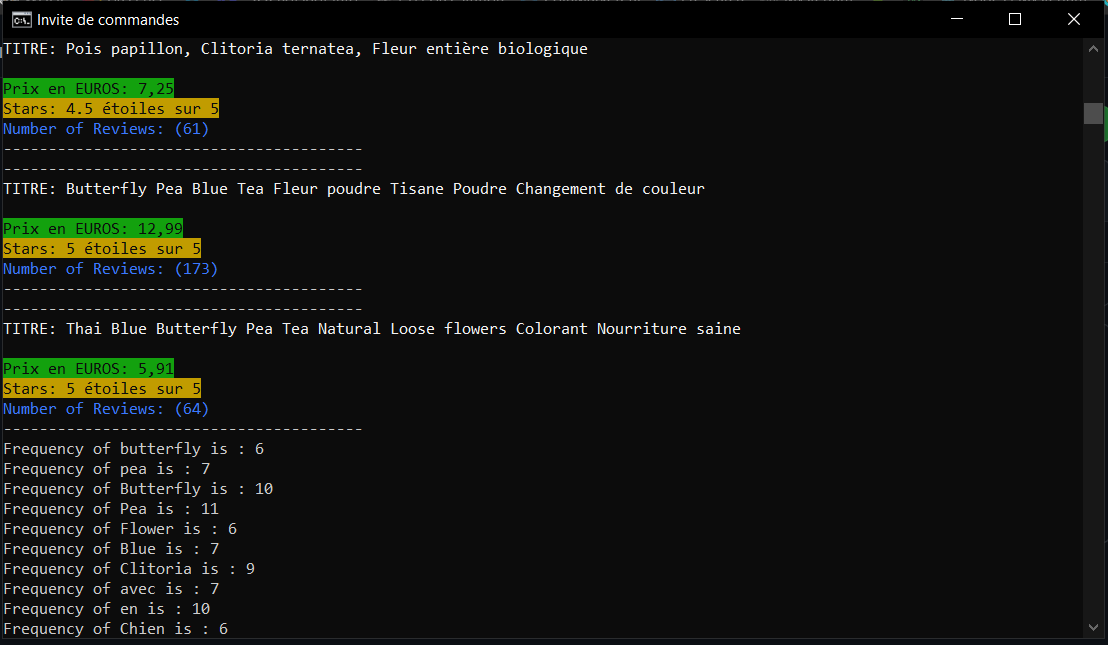 Invite de commandes
TITRE: Pois papillon, Clitoria ternatea, Fleur entière biologique
Prix en EUROS: 7,25
Stars: 4.5 étoiles sur 5
Number of Reviews: (61)
----------------------------------------
----------------------------------------
TITRE: Butterfly Pea Blue Tea Fleur poudre Tisane Poudre Changement de couleur
Prix en EUROS: 12,99
Stars: 5 étoiles sur 5
Number of Reviews: (173)
----------------------------------------
----------------------------------------
TITRE: Thai Blue Butterfly Pea Tea Natural Loose flowers Colorant Nourriture saine
Prix en EUROS: 5,91
Stars: 5 étoiles sur 5
Number of Reviews: (64)
----------------------------------------
Frequency of butterfly is : 6
Frequency of pea is : 7
Frequency of Butterfly is : 10
Frequency of Pea is : 11
Frequency of Flower is : 6
Frequency of Blue is : 7
Frequency of Clitoria is : 9
Frequency of avec is : 7
Frequency of en is : 10
Frequency of Chien is : 6